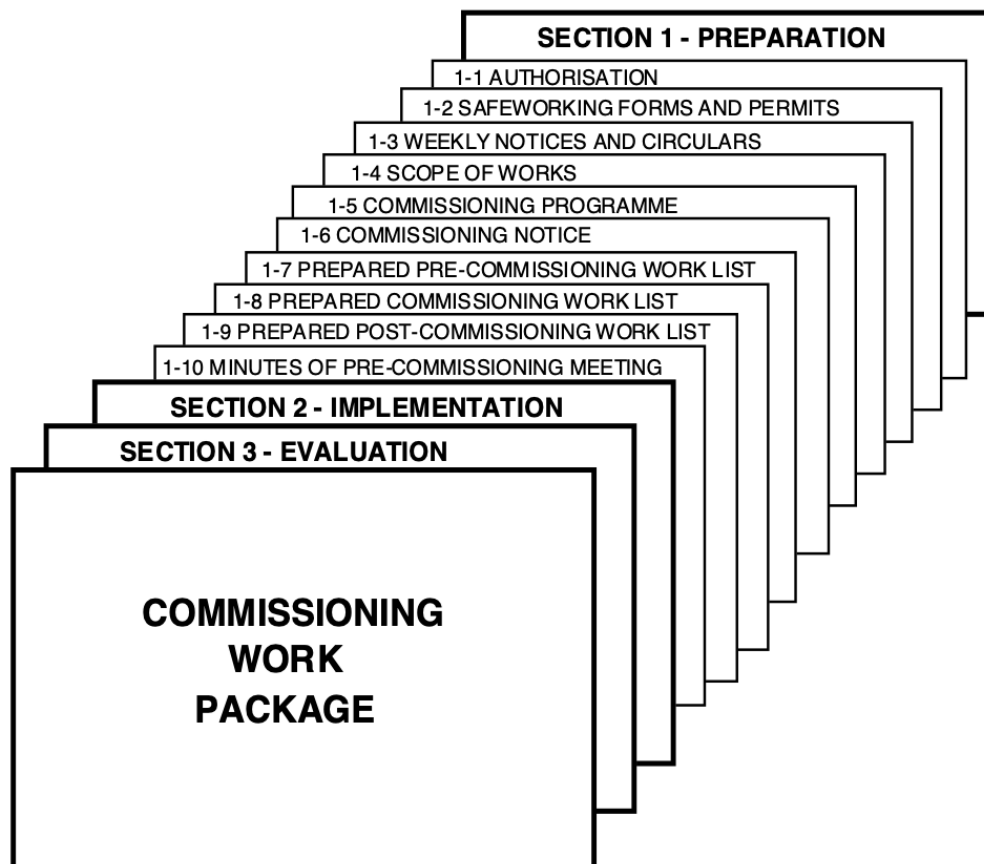 SECTION 1 - PREPARATION
1-1 AUTHORISATION
1-2 SAFEWORKING FORMS AND PERMITS
1-3 WEEKLY NOTICES AND CIRCULARS
1-4 SCOPE OF WORKS
1-5 COMMISSIONING PROGRAMME
1-6 COMMISSIONING NOTICE
1-7 PREPARED PRE-COMMISSIONING WORK LIST
1-8 PREPARED COMMISSIONING WORK LIST
1-9 PREPARED POST-COMMISSIONING WORK LIST
1-10 MINUTES OF PRE-COMMISSIONING MEETING
SECTION 2 - IMPLEMENTATION
SECTION 3 - EVALUATION
COMMISSIONING
WORK
PACKAGE